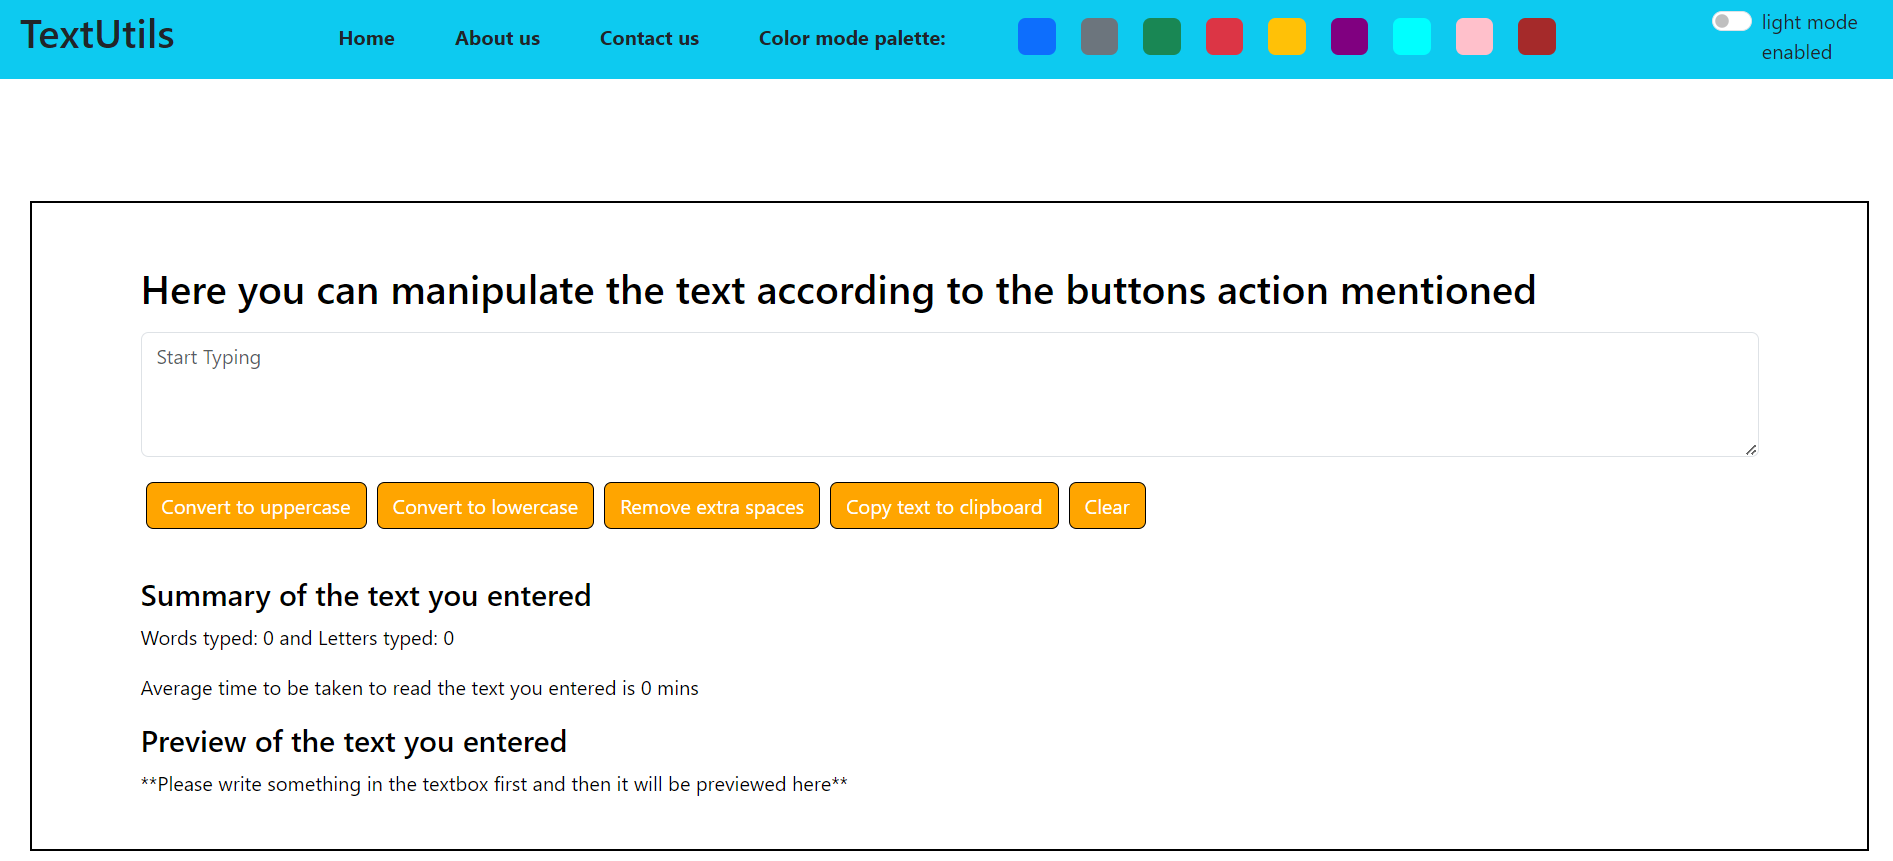 TextUtils
Home
About us
Contact us
Color mode palette:
light mode
enabled
Here you can manipulate the text according to the buttons action mentioned
Start Typing
Convert to uppercase
Convert to lowercase
Remove extra spaces
Copy text to clipboard
Clear
Summary of the text you entered
Words typed: 0 and Letters typed: 0
Average time to be taken to read the text you entered is 0 mins
Preview of the text you entered
**Please write something in the textbox first and then it will be previewed here**